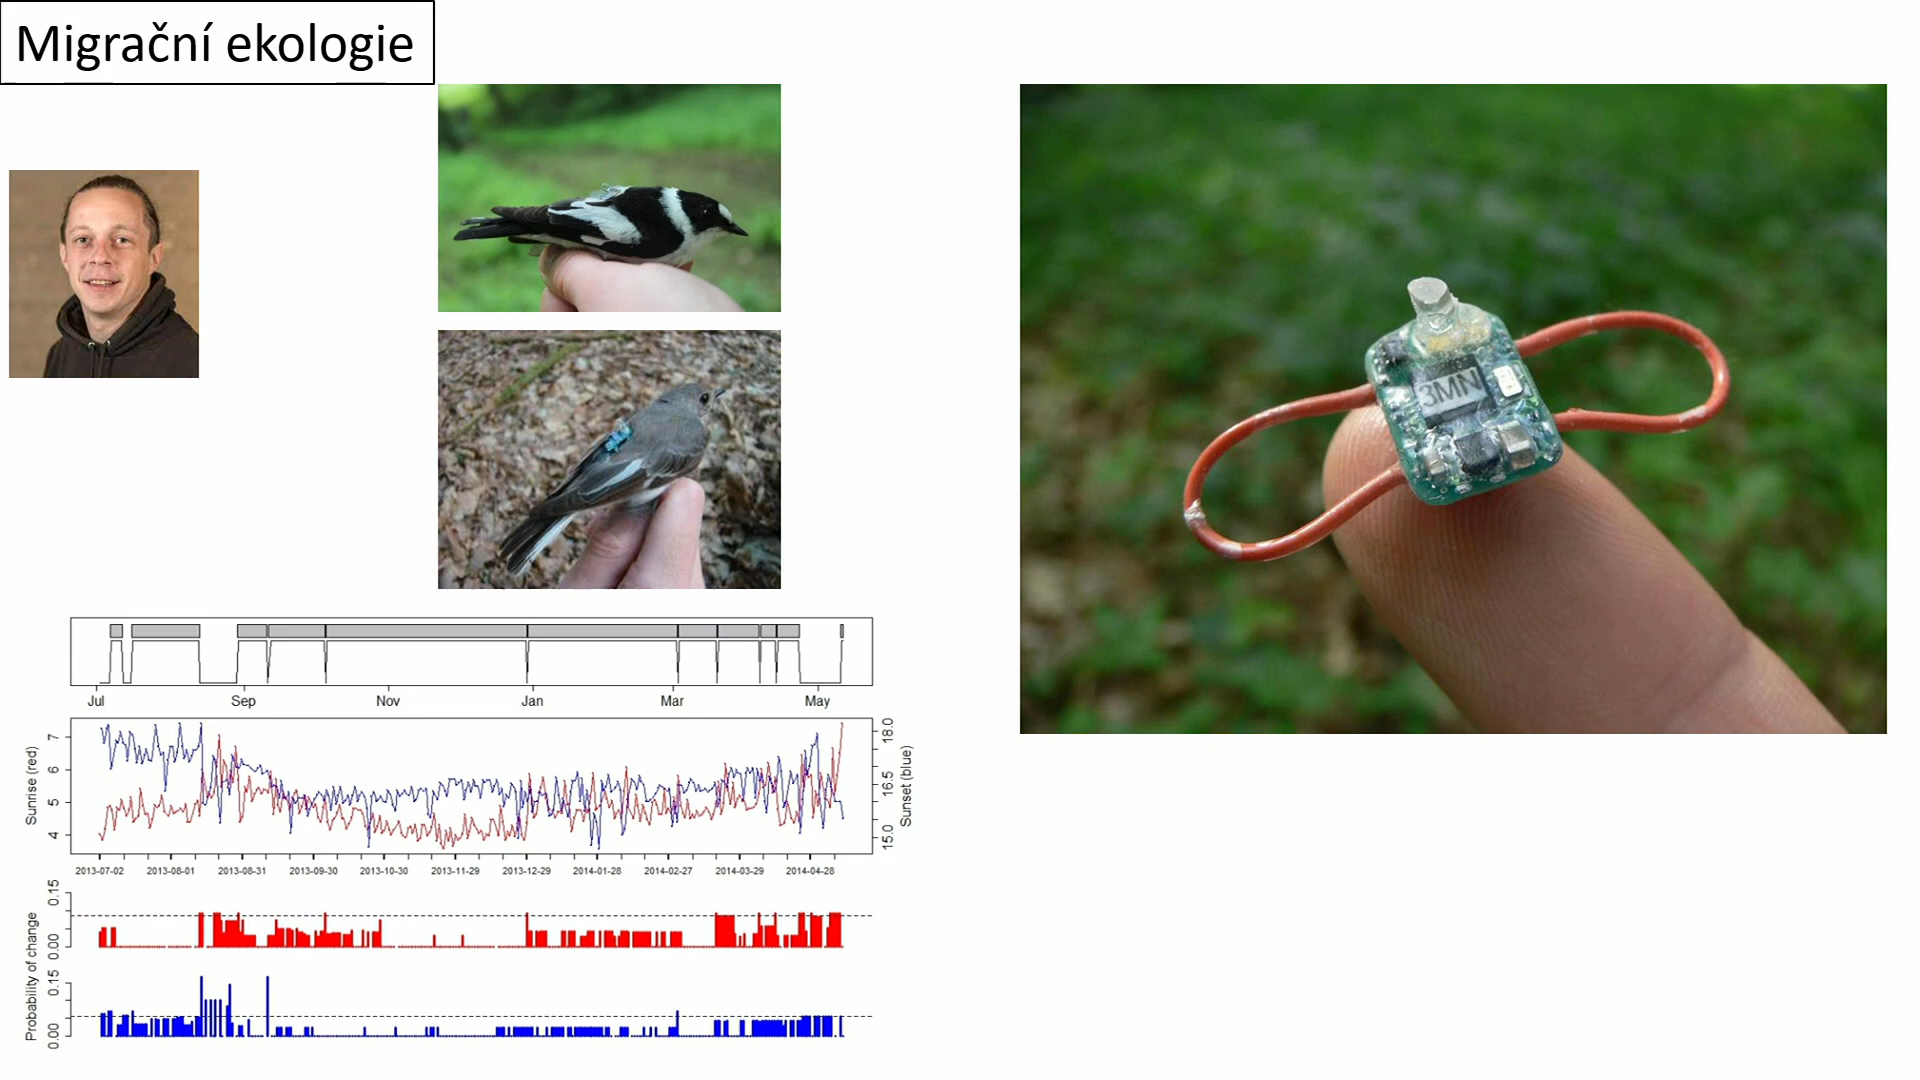 Migrační ekologie
3MN
Jul Sep Nov Jan Mar May
Sunrise (red)
7
6
5
4
18.0
16.5
15.0
Sunset (blue)
2013-07-02 2013-08-01 2013-08-31 2013-09-30 2013-10-30 2013-11-29 2013-12-29 2014-01-28 2014-02-27 2014-03-29 2014-04-28
Probability of change
0.15
0.00
0.15
0.00